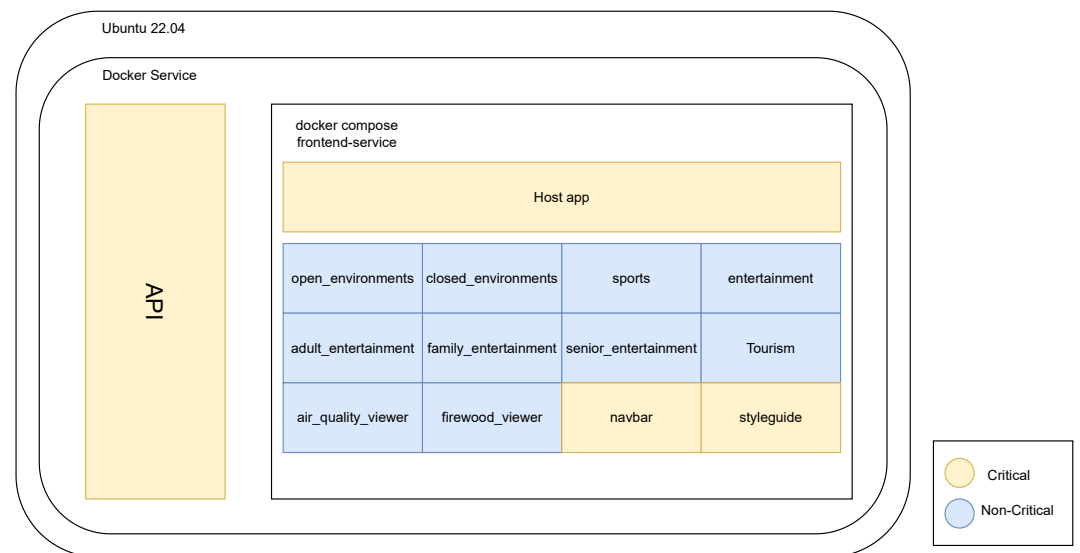 Ubuntu 22.04
Docker Service
API
docker compose
frontend-service
Host app
open_environments
closed_environments
sports
entertainment
adult_entertainment
family_entertainment
senior_entertainment
Tourism
air_quality_viewer
firewood_viewer
navbar
styleguide
Critical
Non-Critical